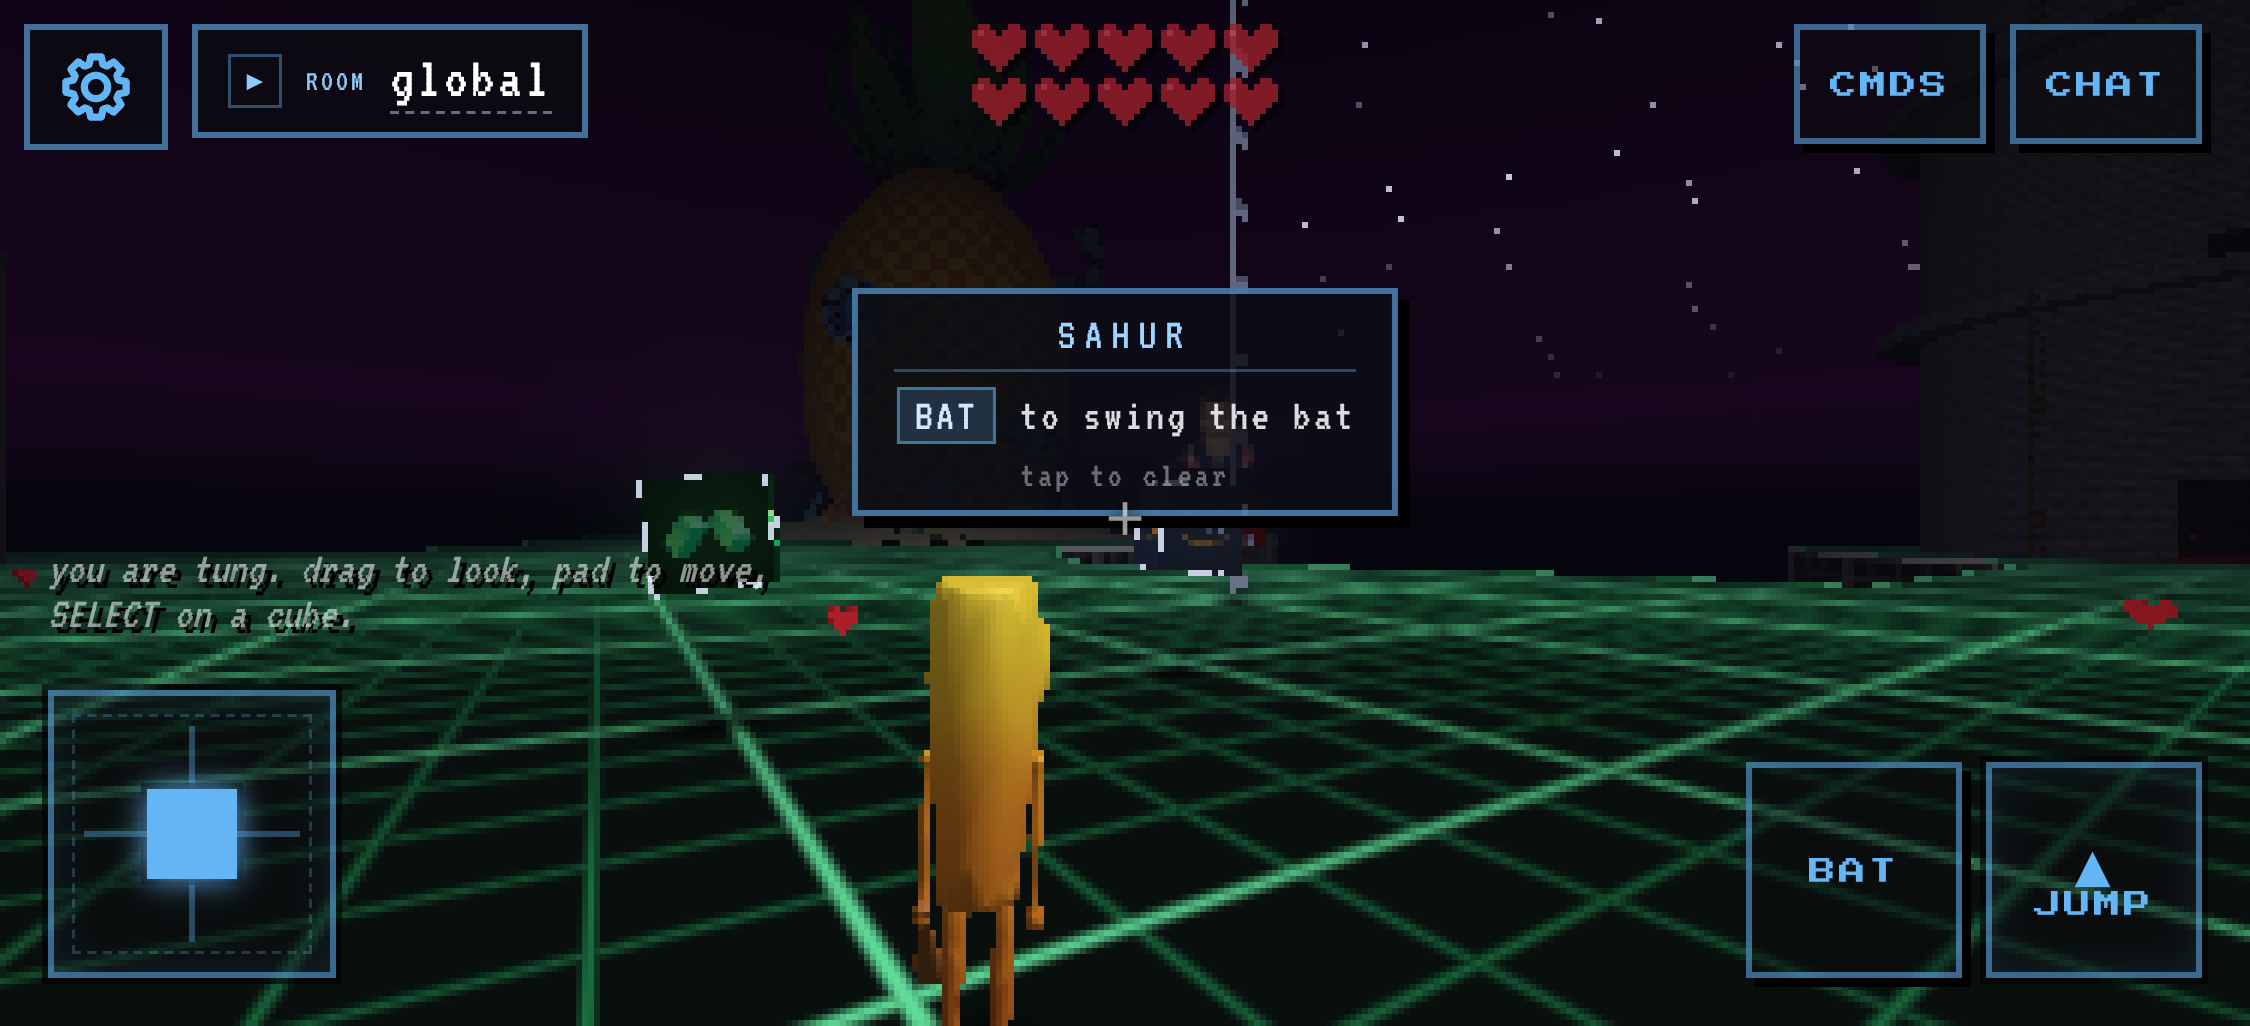 ROOM global
CMDS
CHAT
SAHUR
BAT to swing the bat
tap to clear
you are tung. drag to look, pad to move,
SELECT on a cube.
BAT
JUMP